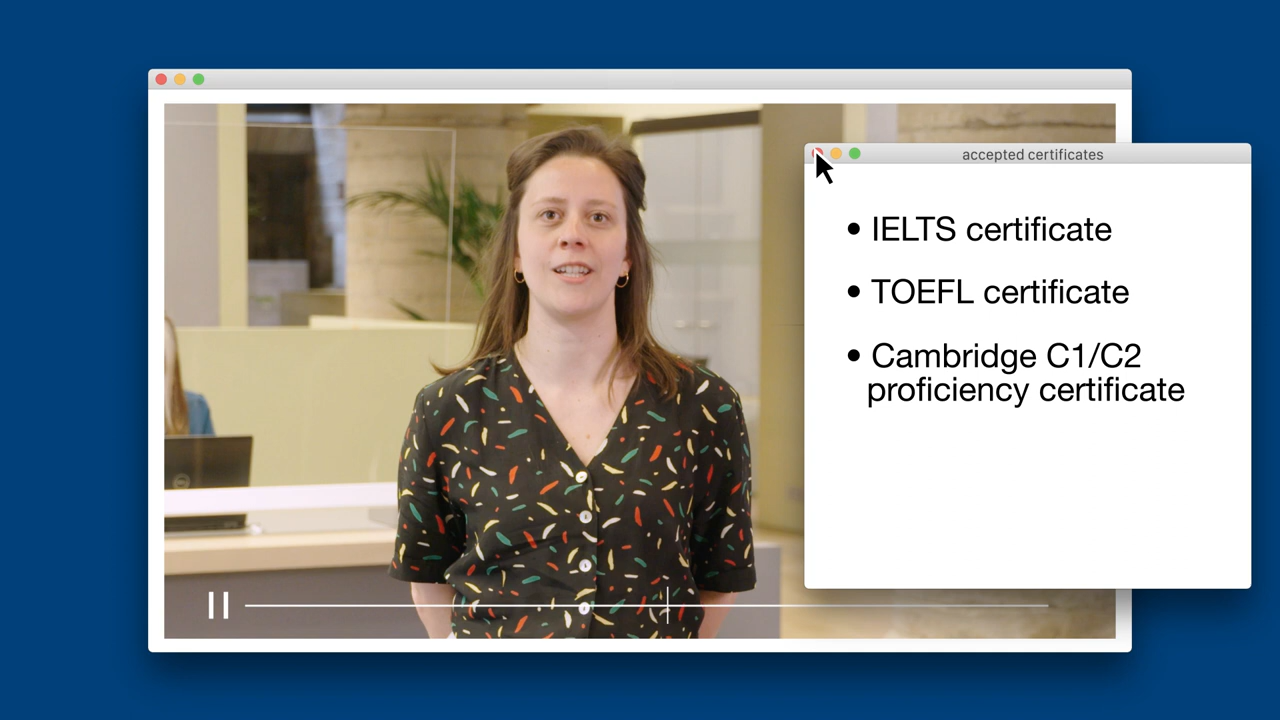 accepted certificates
• IELTS certificate
• TOEFL certificate
• Cambridge C1/C2
proficiency certificate